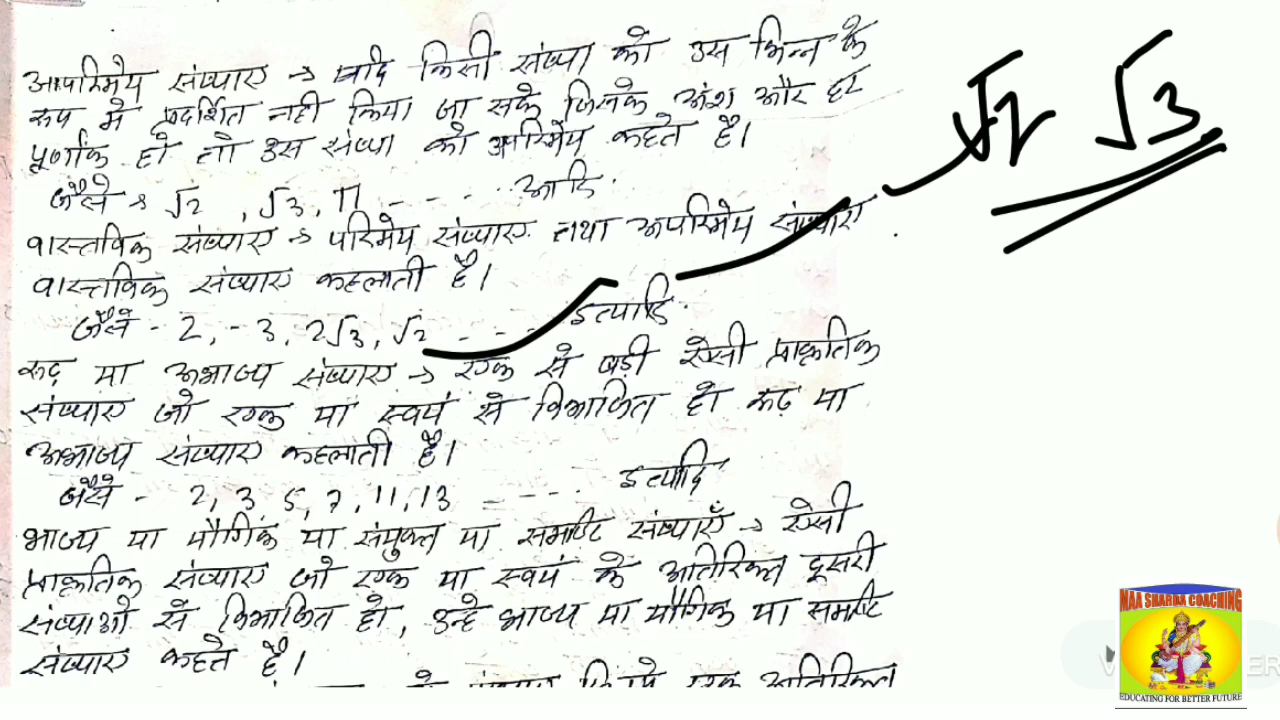 अपरिमेय संख्याए → यदि किसी संख्या को उस भिन्न के
रूप मे प्रदर्शित नही किया जा सके जिसके अंश और हर
पूर्णांक हो तो उस संख्या को अपरिमेय कहते है।
जैसे → √2 , √3 , π - - - - आदि.
वास्तविक संख्याए → परिमेय संख्याए तथा अपरिमेय संख्याए
वास्तविक संख्याए कहलाती है।
जैसे - 2, -3, 2√3, √2 - - - इत्यादि.
रूढ़ या अभाज्य संख्याए → एक से बड़ी ऐसी प्राकृतिक
संख्याए जो एक या स्वयं से विभाजित हो रूढ़ या
अभाज्य संख्याए कहलाती है।
जैसे - 2, 3 5, 7, 11, 13 - - - - इत्यादि
भाज्य या यौगिक या संयुक्त या समष्टि संख्याएँ → ऐसी
प्राकृतिक संख्याए जो एक या स्वयं के अतिरिक्त दूसरी
संख्याओ से विभाजित हो, उन्हे भाज्य या यौगिक या समष्टि
संख्याए कहते है।
एक अतिरिक्त
√2 √3
MAA SHARDA COACHING
EDUCATING FOR BETTER FUTURE